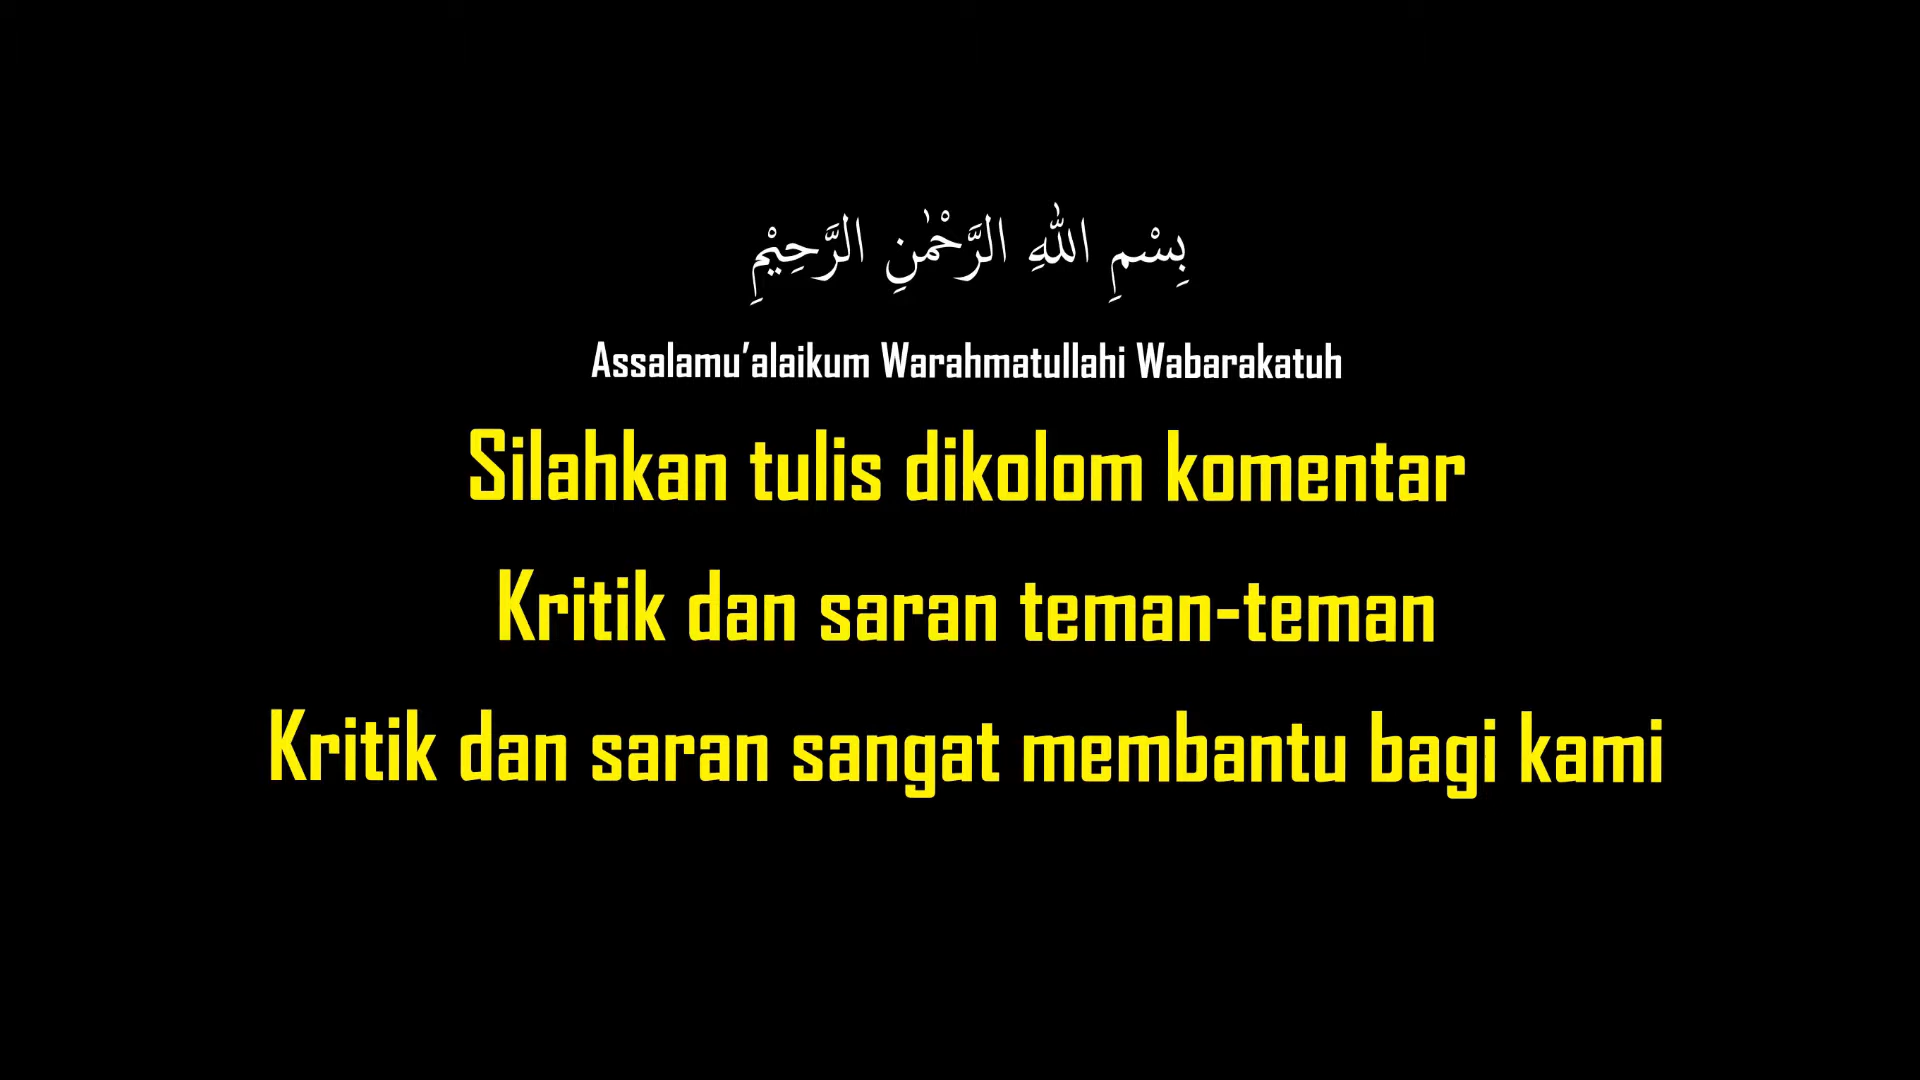 بِسْمِ اللهِ الرَّحْمٰنِ الرَّحِيْمِ
Assalamu’alaikum Warahmatullahi Wabarakatuh
Silahkan tulis dikolom komentar
Kritik dan saran teman-teman
Kritik dan saran sangat membantu bagi kami